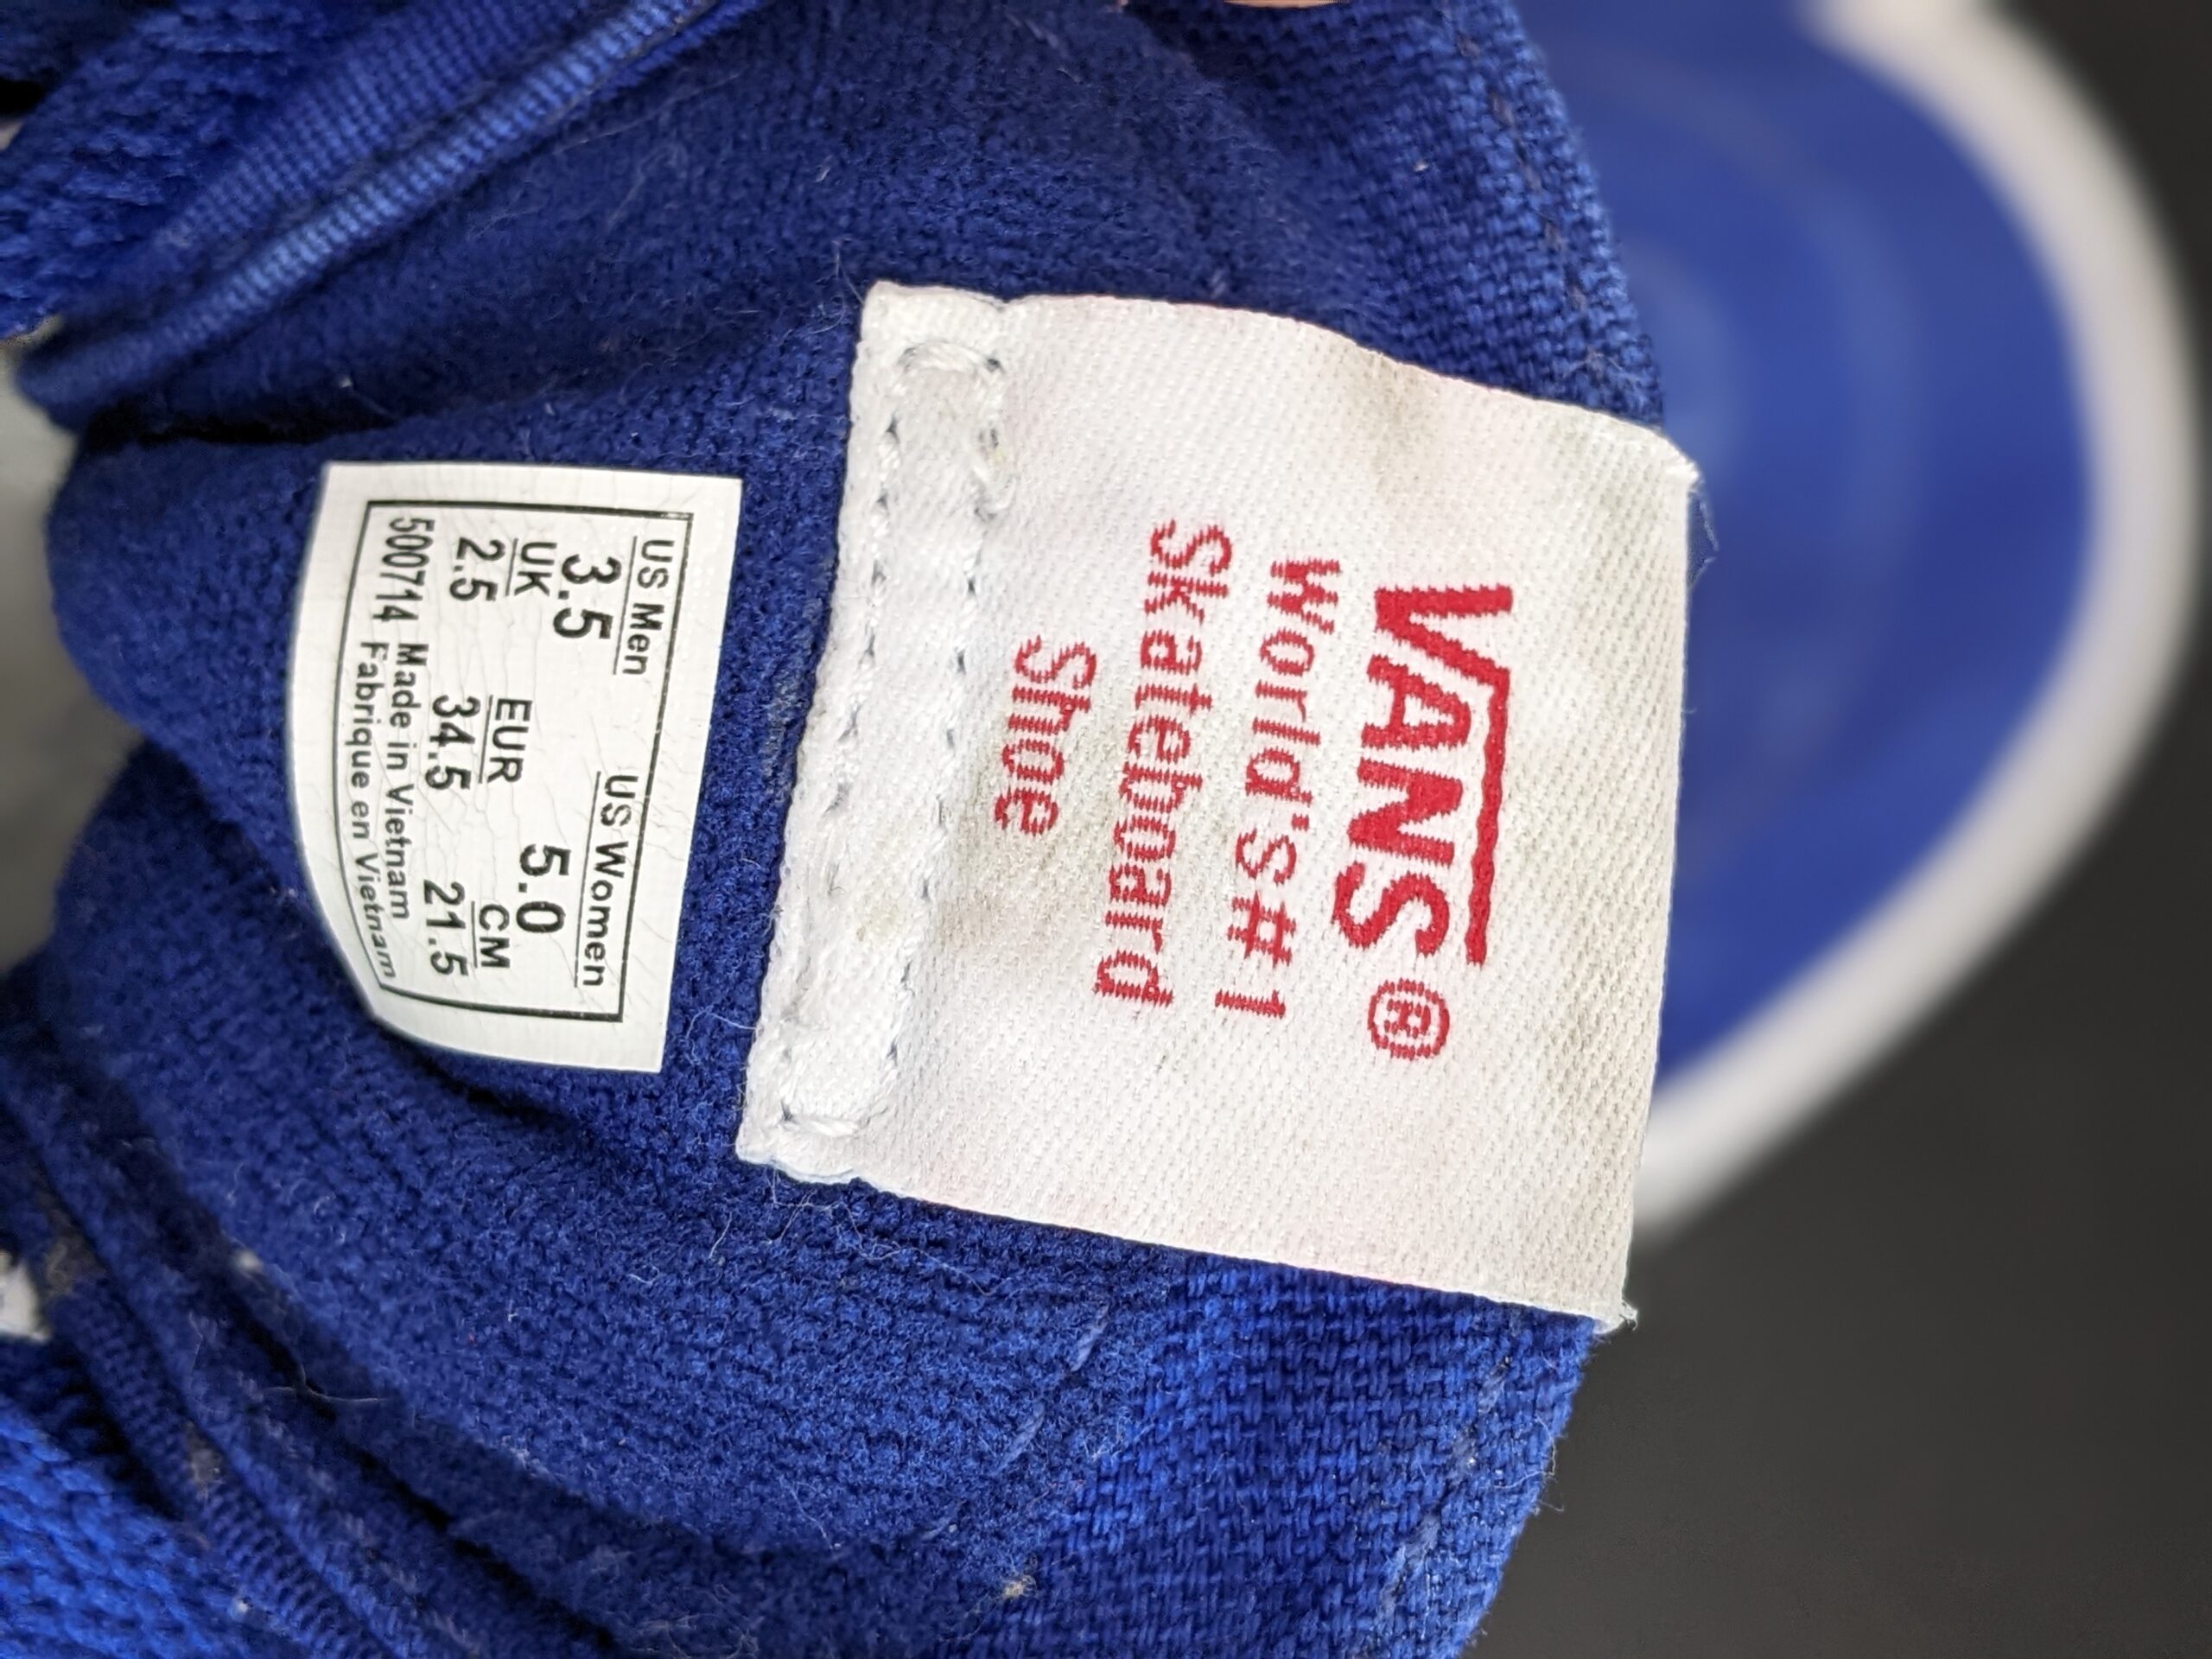 VANS®
World's #1
Skateboard
Shoe
US Men US Women
3.5 5.0
UK EUR CM
2.5 34.5 21.5
500714 Made in Vietnam
Fabrique en Vietnam